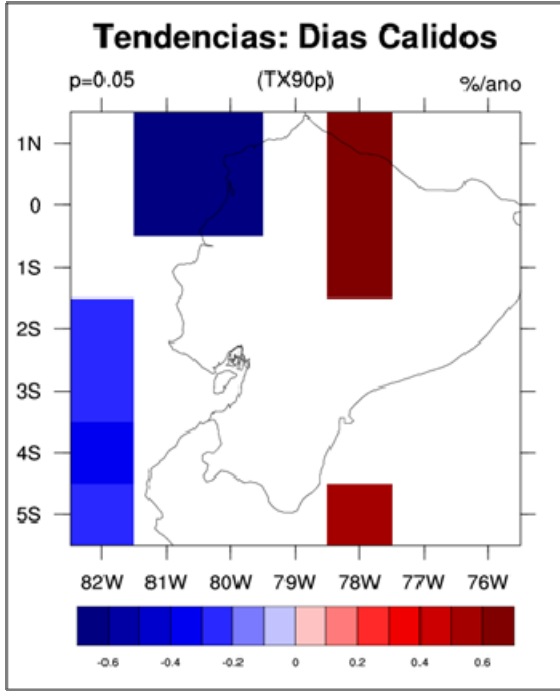 Tendencias: Dias Calidos
p=0.05 (TX90p) %/ano
1N
0
1S
2S
3S
4S
5S
82W 81W 80W 79W 78W 77W 76W
-0.6 -0.4 -0.2 0 0.2 0.4 0.6